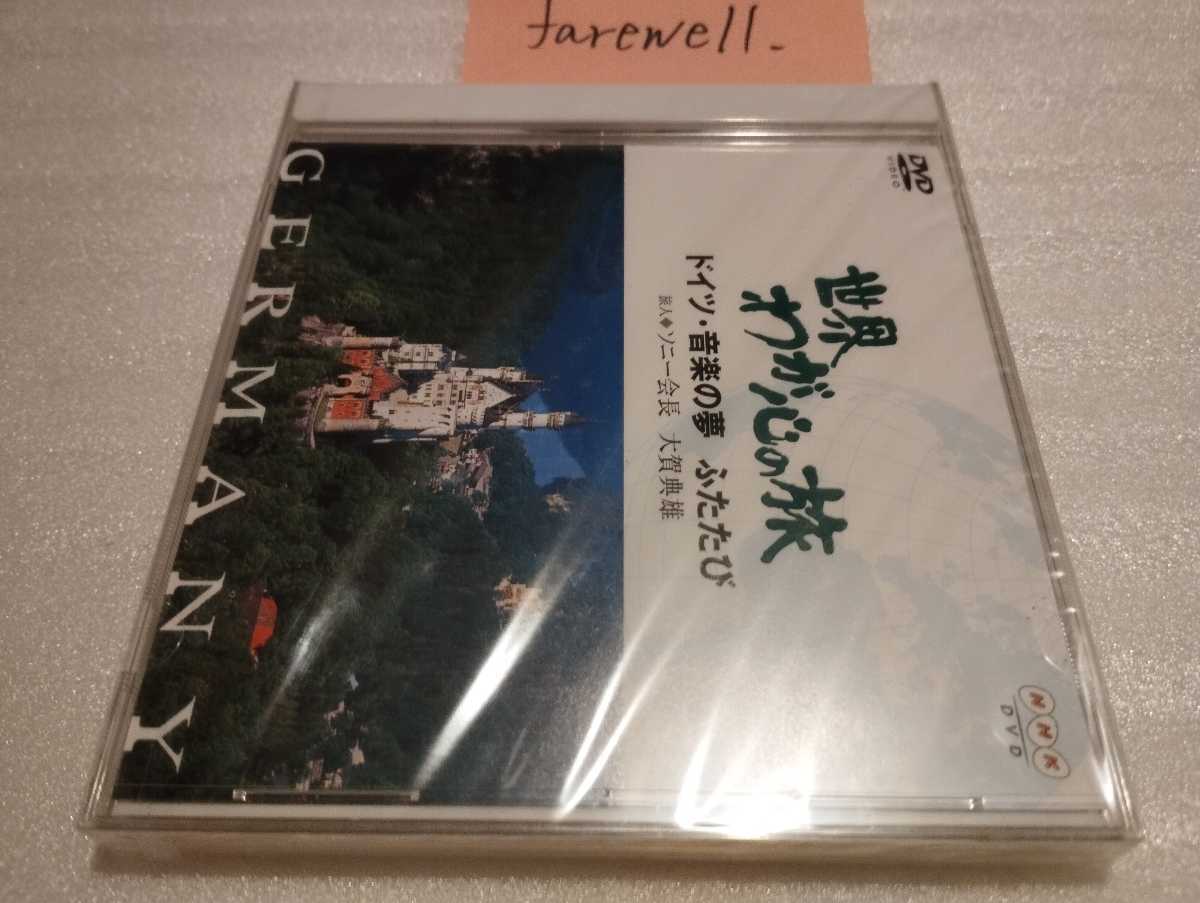 farewell.
DVD
VIDEO
世界
わが心の旅
ドイツ・音楽の夢 ふたたび
旅人◆ソニー会長 大賀典雄
GERMANY
NHK
DVD